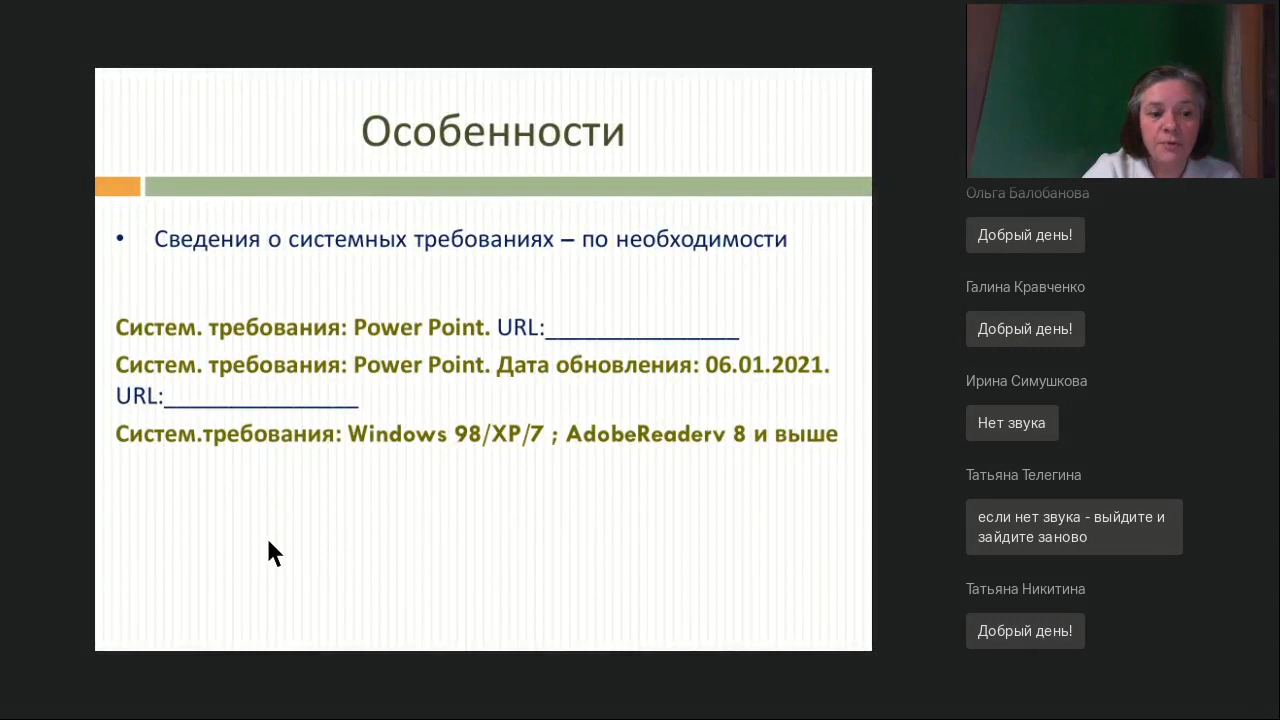 Особенности
• Сведения о системных требованиях – по необходимости
Систем. требования: Power Point. URL:_______________
Систем. требования: Power Point. Дата обновления: 06.01.2021.
URL:_______________
Систем.требования: Windows 98/XP/7 ; AdobeReaderv 8 и выше
Ольга Балобанова
Добрый день!
Галина Кравченко
Добрый день!
Ирина Симушкова
Нет звука
Татьяна Телегина
если нет звука - выйдите и
зайдите заново
Татьяна Никитина
Добрый день!